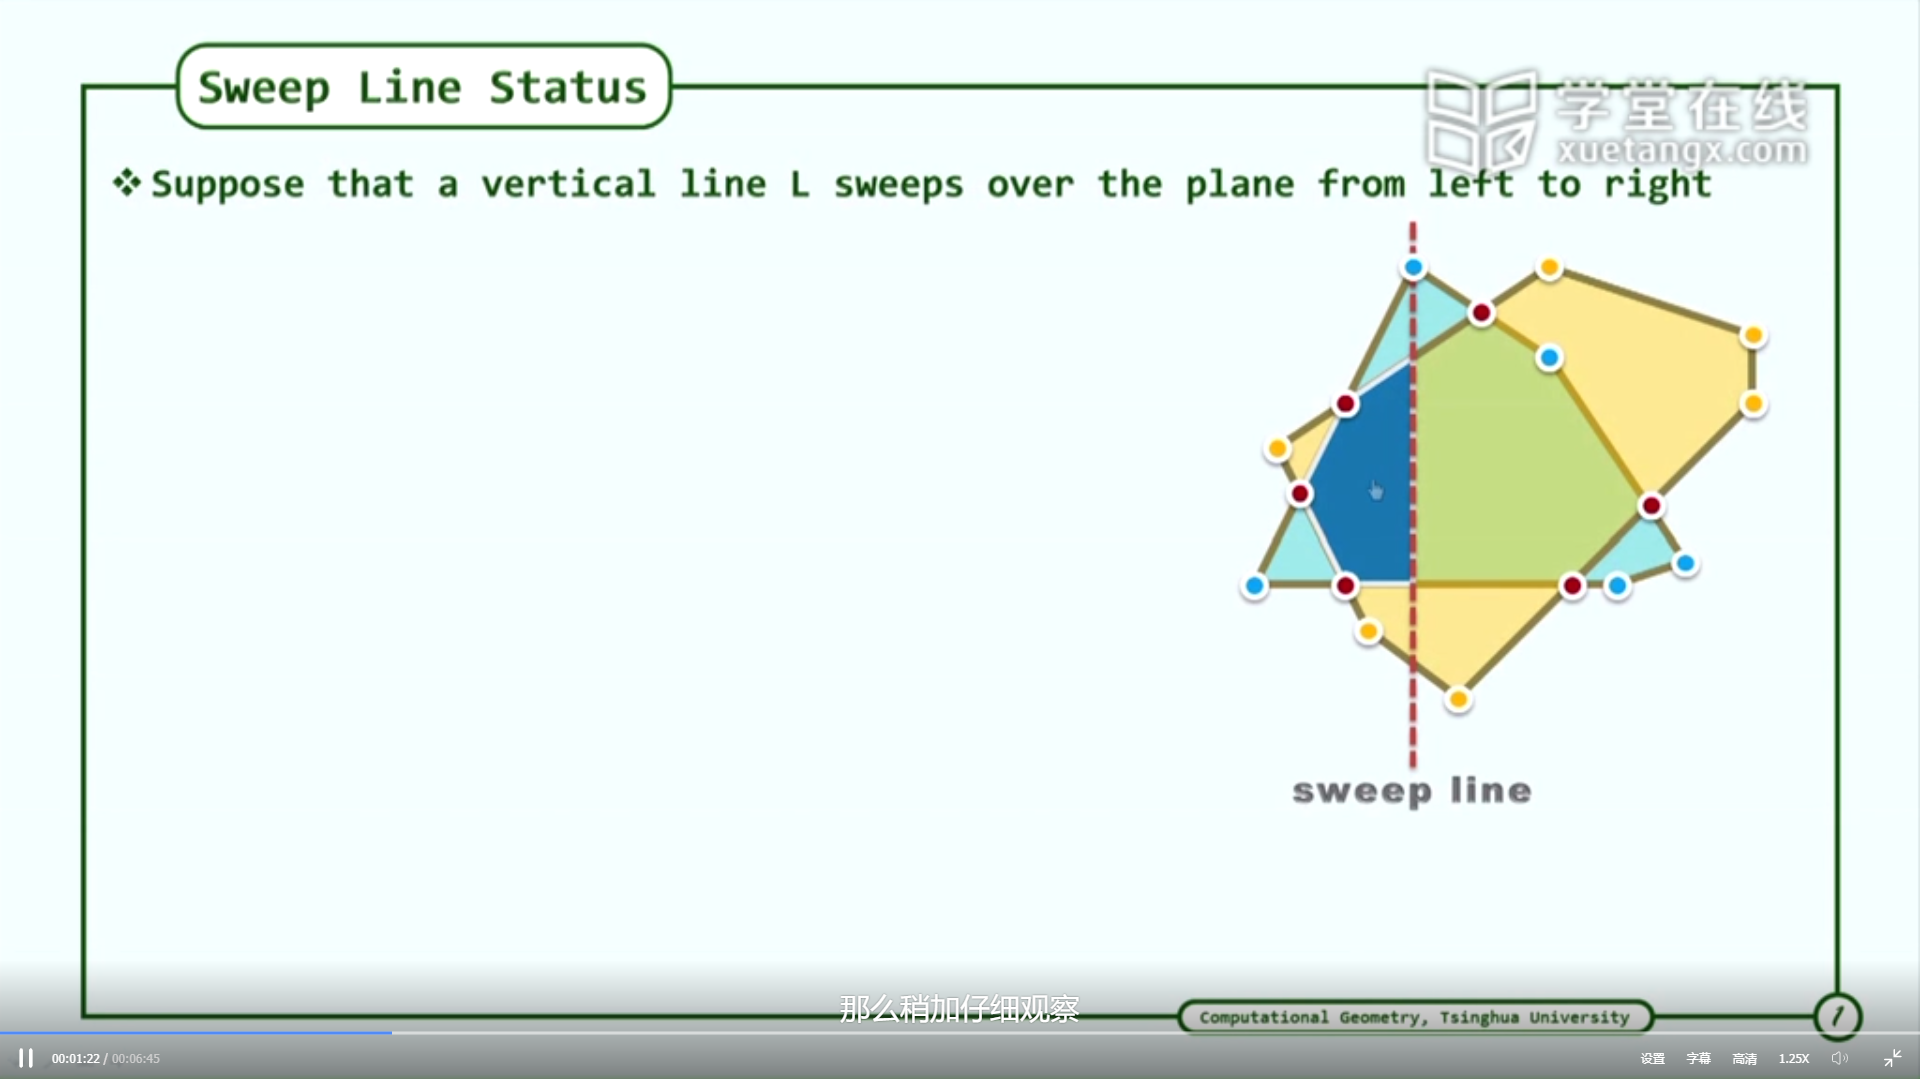 Sweep Line Status
学堂在线
xuetangx.com
❖Suppose that a vertical line L sweeps over the plane from left to right
sweep line
那么稍加仔细观察
Computational Geometry, Tsinghua University
1
00:01:22 / 00:06:45
设置 字幕 高清 1.25X